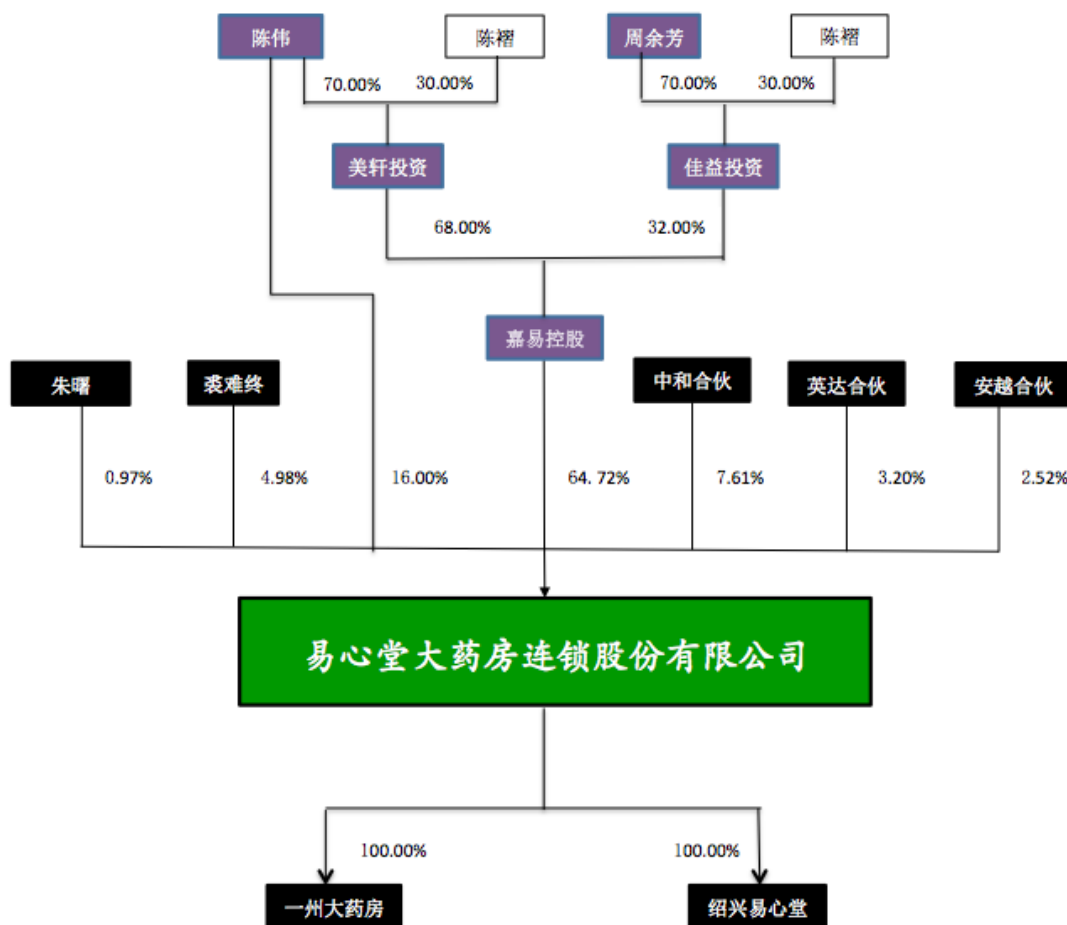 陈伟
陈褶
周余芳
陈褶
70.00%
30.00%
70.00%
30.00%
美轩投资
佳益投资
68.00%
32.00%
嘉易控股
朱曙
裘难终
中和合伙
英达合伙
安越合伙
0.97%
4.98%
16.00%
64.72%
7.61%
3.20%
2.52%
易心堂大药房连锁股份有限公司
100.00%
100.00%
一州大药房
绍兴易心堂